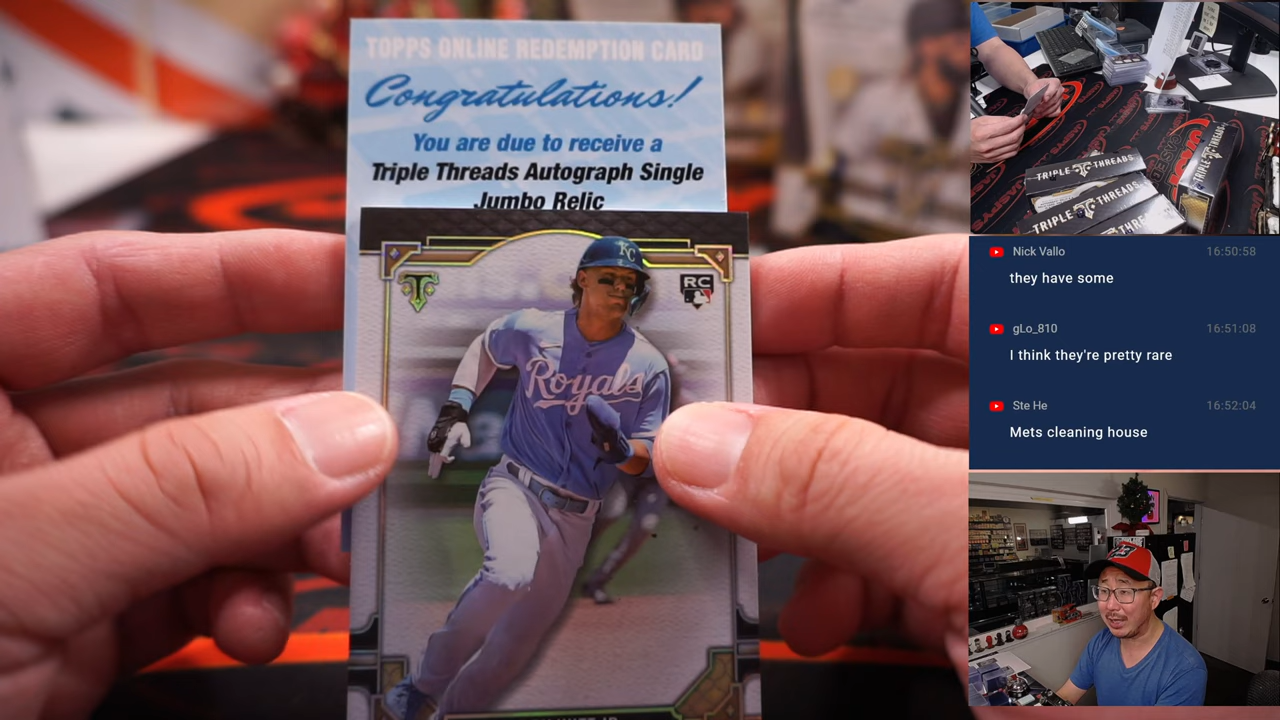 TOPPS ONLINE REDEMPTION CARD
Congratulations!
You are due to receive a
Triple Threads Autograph Single
Jumbo Relic
KC
RC
Royals
TRIPLE THREADS
TRIPLE THREADS
TRIPLE THREADS
Nick Vallo 16:50:58
they have some
gLo_810 16:51:08
I think they're pretty rare
Ste He 16:52:04
Mets cleaning house